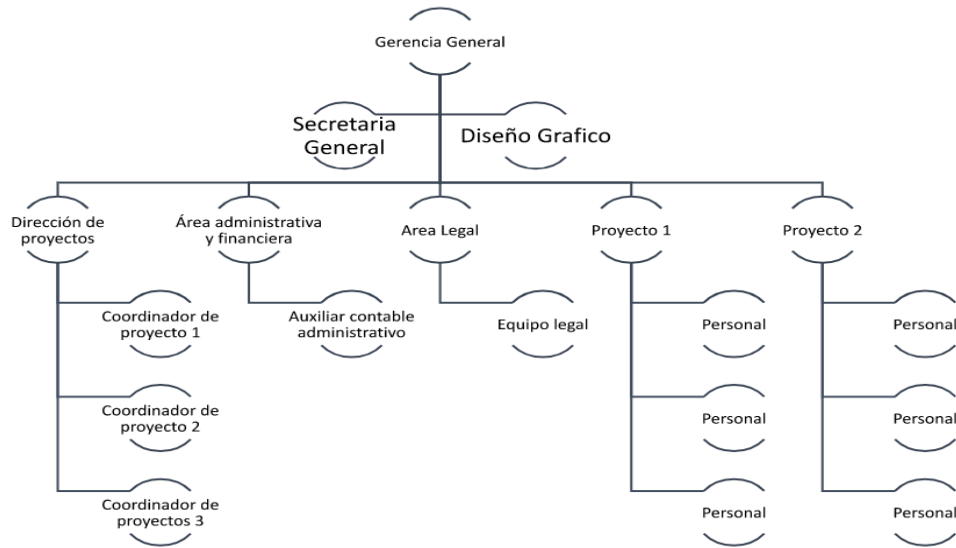 Gerencia General
Secretaria
General
Diseño Grafico
Dirección de
proyectos
Área administrativa
y financiera
Area Legal
Proyecto 1
Proyecto 2
Coordinador de
proyecto 1
Auxiliar contable
administrativo
Equipo legal
Personal
Personal
Coordinador de
proyecto 2
Personal
Personal
Coordinador de
proyectos 3
Personal
Personal